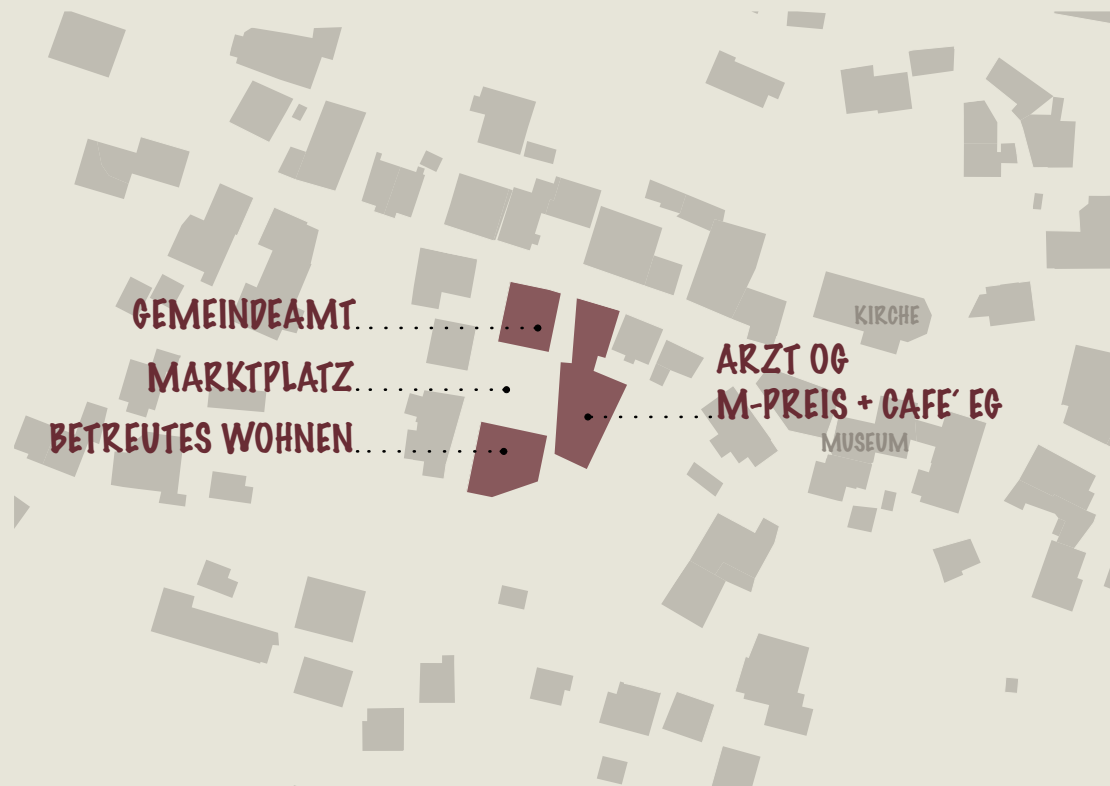 GEMEINDEAMT
MARKTPLATZ
BETREUTES WOHNEN
KIRCHE
ARZT OG
M-PREIS + CAFE´ EG
MUSEUM